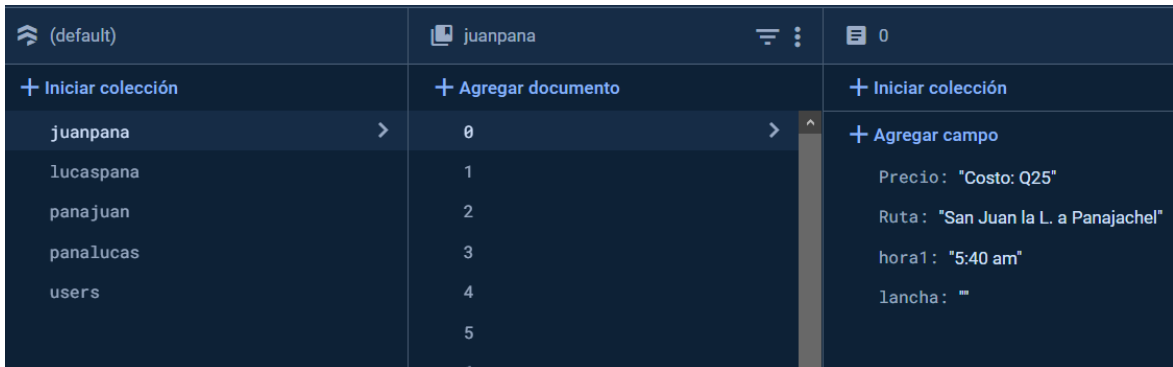 (default)
+ Iniciar colección
juanpana
lucaspana
panajuan
panalucas
users
juanpana
+ Agregar documento
0
1
2
3
4
5
0
+ Iniciar colección
+ Agregar campo
Precio: "Costo: Q25"
Ruta: "San Juan la L. a Panajachel"
hora1: "5:40 am"
lancha: ""